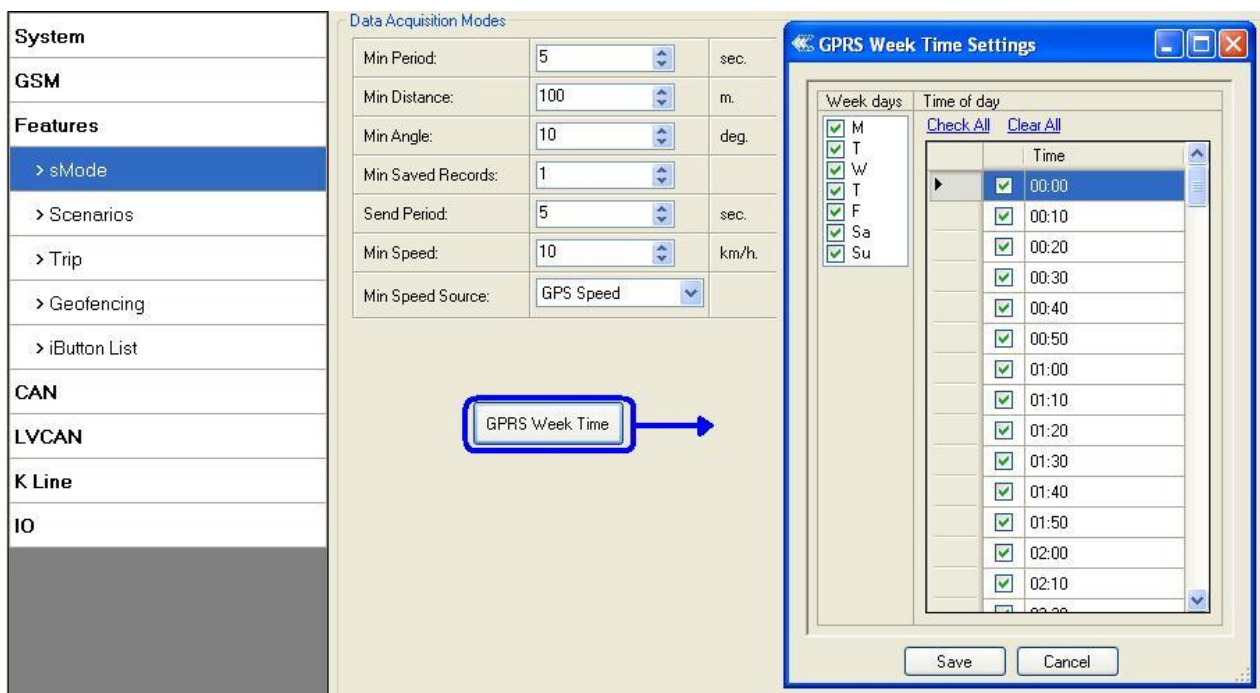 System
GSM
Features
> sMode
> Scenarios
> Trip
> Geofencing
> iButton List
CAN
LVCAN
K Line
IO
Data Acquisition Modes
Min Period: 5 sec.
Min Distance: 100 m.
Min Angle: 10 deg.
Min Saved Records: 1
Send Period: 5 sec.
Min Speed: 10 km/h.
Min Speed Source: GPS Speed
GPRS Week Time
GPRS Week Time Settings
Week days
M
T
W
T
F
Sa
Su
Time of day
Check All Clear All
Time
00:00
00:10
00:20
00:30
00:40
00:50
01:00
01:10
01:20
01:30
01:40
01:50
02:00
02:10
Save Cancel